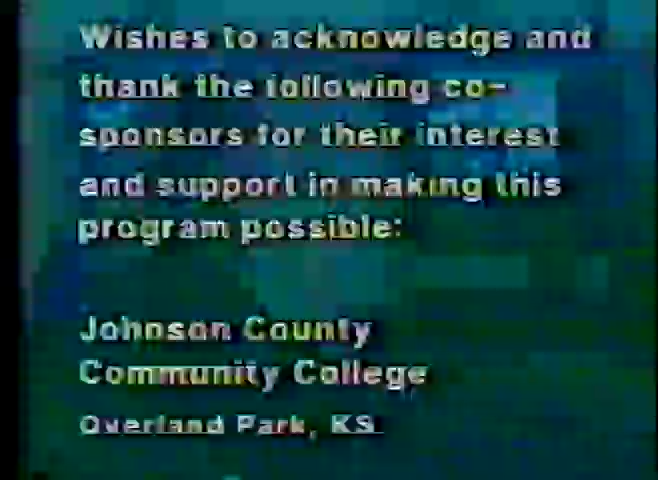 Wishes to acknowledge and
thank the following co-
sponsors for their interest
and support in making this
program possible:
Johnson County
Community College
Overland Park, KS